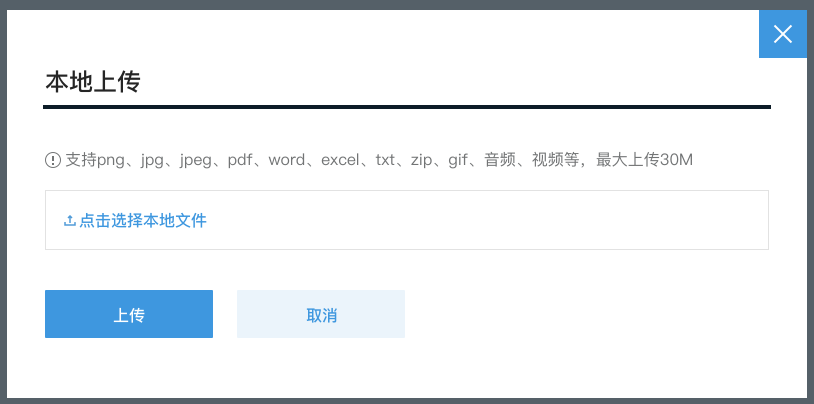 本地上传
支持png、jpg、jpeg、pdf、word、excel、txt、zip、gif、音频、视频等，最大上传30M
点击选择本地文件
上传
取消